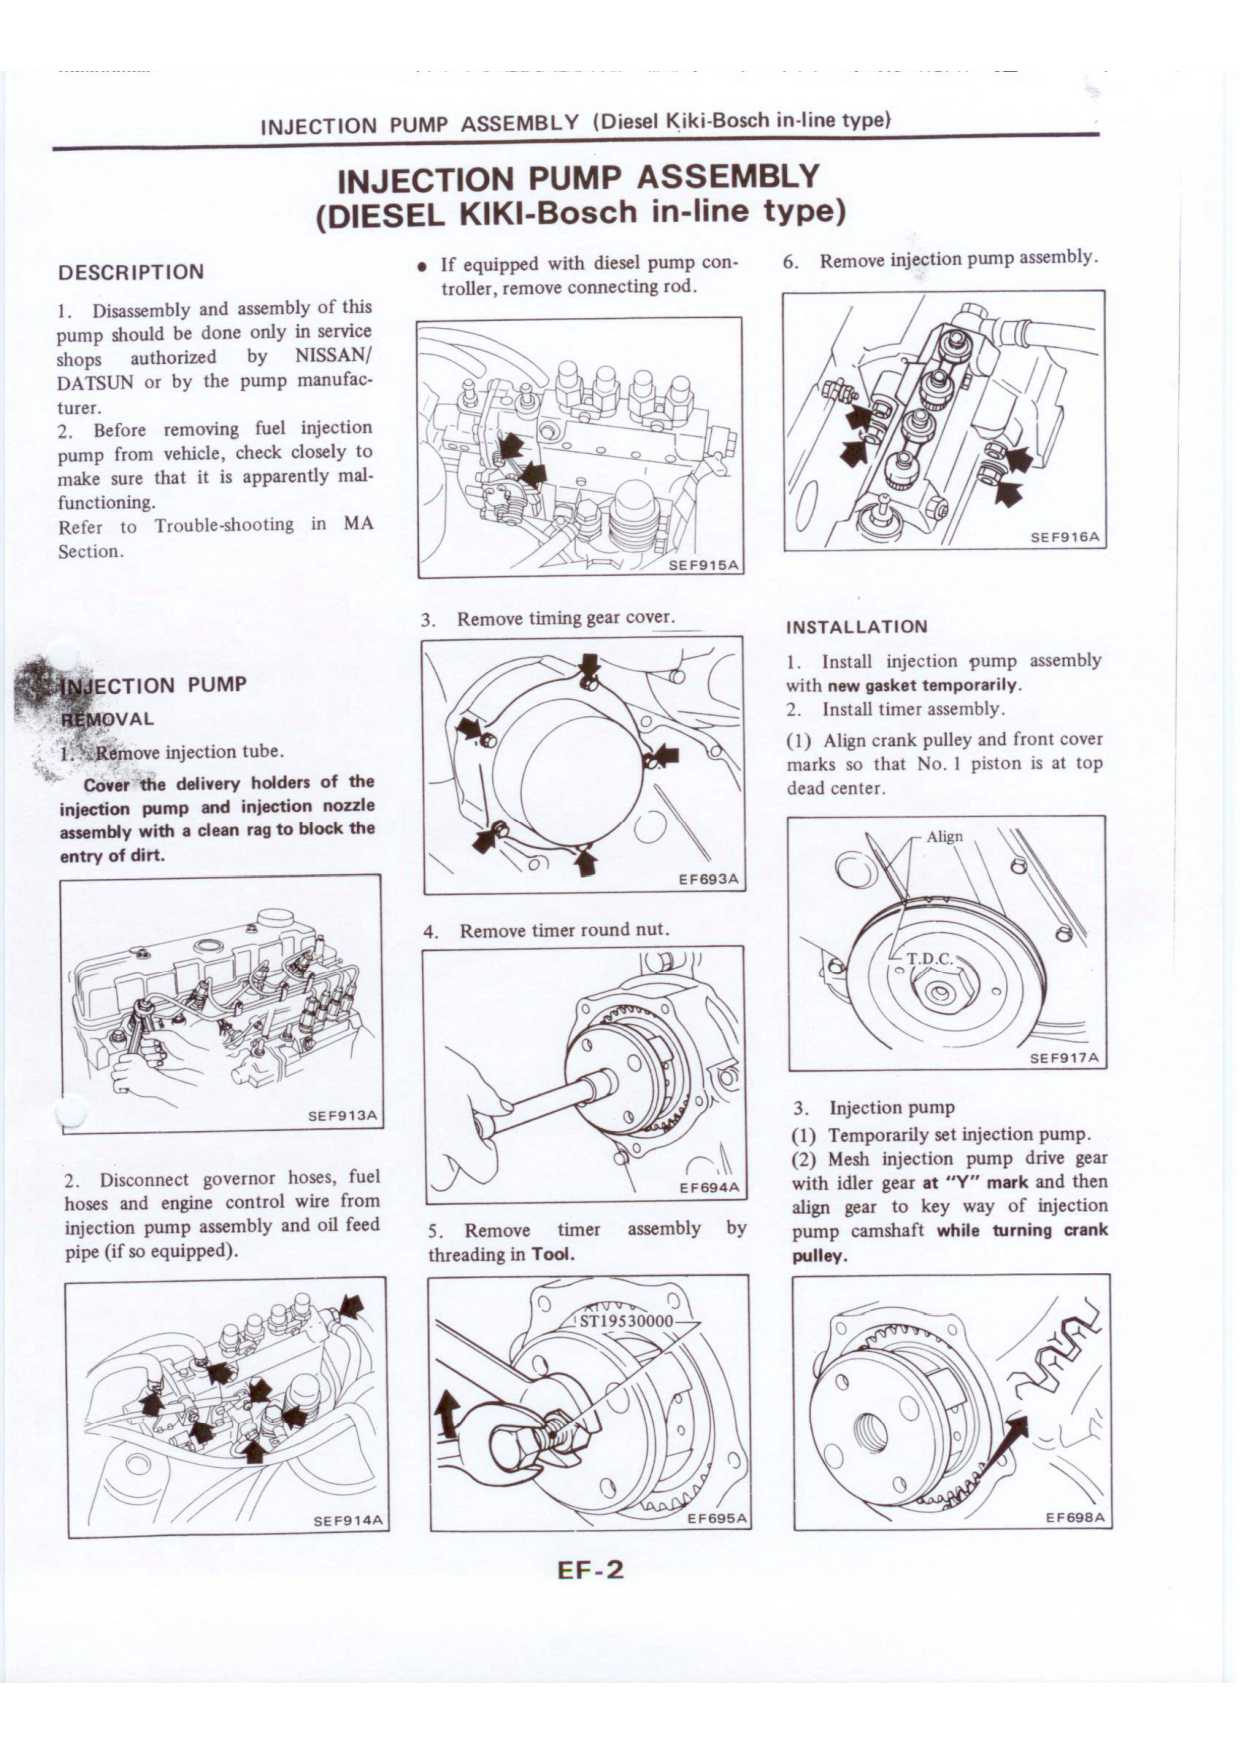 INJECTION PUMP ASSEMBLY (Diesel Kiki-Bosch in-line type)
INJECTION PUMP ASSEMBLY
(DIESEL KIKI-Bosch in-line type)
DESCRIPTION
1. Disassembly and assembly of this
pump should be done only in service
shops authorized by NISSAN/
DATSUN or by the pump manufac-
turer.
2. Before removing fuel injection
pump from vehicle, check closely to
make sure that it is apparently mal-
functioning.
Refer to Trouble-shooting in MA
Section.
INJECTION PUMP
REMOVAL
1. Remove injection tube.
Cover the delivery holders of the
injection pump and injection nozzle
assembly with a clean rag to block the
entry of dirt.
SEF913A
2. Disconnect governor hoses, fuel
hoses and engine control wire from
injection pump assembly and oil feed
pipe (if so equipped).
SEF914A
• If equipped with diesel pump con-
troller, remove connecting rod.
SEF915A
3. Remove timing gear cover.
EF693A
4. Remove timer round nut.
EF694A
5. Remove timer assembly by
threading in Tool.
ST19530000
EF695A
6. Remove injection pump assembly.
SEF916A
INSTALLATION
1. Install injection pump assembly
with new gasket temporarily.
2. Install timer assembly.
(1) Align crank pulley and front cover
marks so that No. 1 piston is at top
dead center.
Align
T.D.C.
SEF917A
3. Injection pump
(1) Temporarily set injection pump.
(2) Mesh injection pump drive gear
with idler gear at "Y" mark and then
align gear to key way of injection
pump camshaft while turning crank
pulley.
EF698A
EF-2